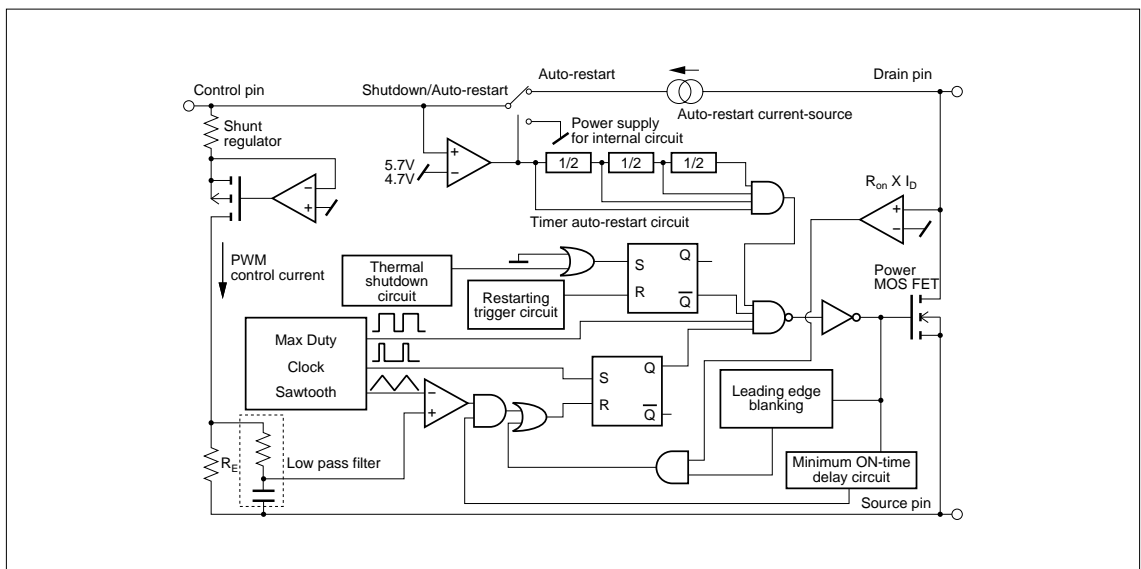 Control pin
Shutdown/Auto-restart
Auto-restart
Drain pin
Auto-restart current-source
Shunt
regulator
Power supply
for internal circuit
+
−
5.7V
4.7V
1/2
1/2
1/2
−
+
Ron X ID
+
−
Timer auto-restart circuit
PWM
control current
Thermal
shutdown
circuit
S
Q
R
Q
Restarting
trigger circuit
Power
MOS FET
Max Duty
Clock
Sawtooth
−
+
S
Q
R
Q
Leading edge
blanking
RE
Low pass filter
Minimum ON-time
delay circuit
Source pin